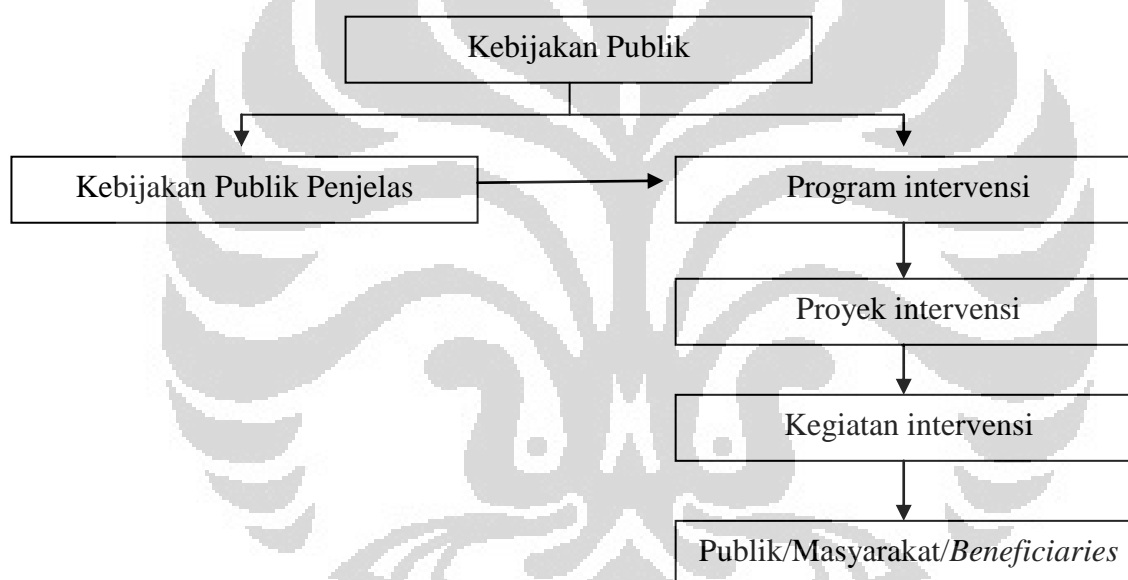 Kebijakan Publik
Kebijakan Publik Penjelas
Program intervensi
Proyek intervensi
Kegiatan intervensi
Publik/Masyarakat/Beneficiaries